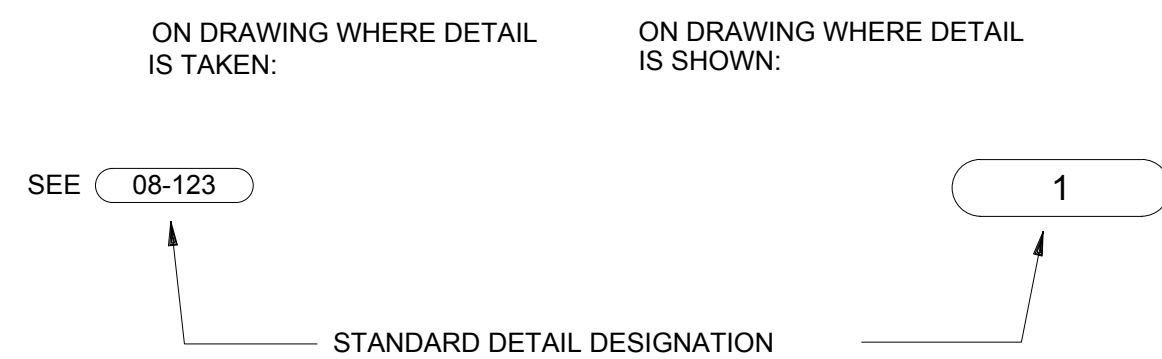 ON DRAWING WHERE DETAIL
IS TAKEN:
ON DRAWING WHERE DETAIL
IS SHOWN:
SEE 08-123
1
STANDARD DETAIL DESIGNATION